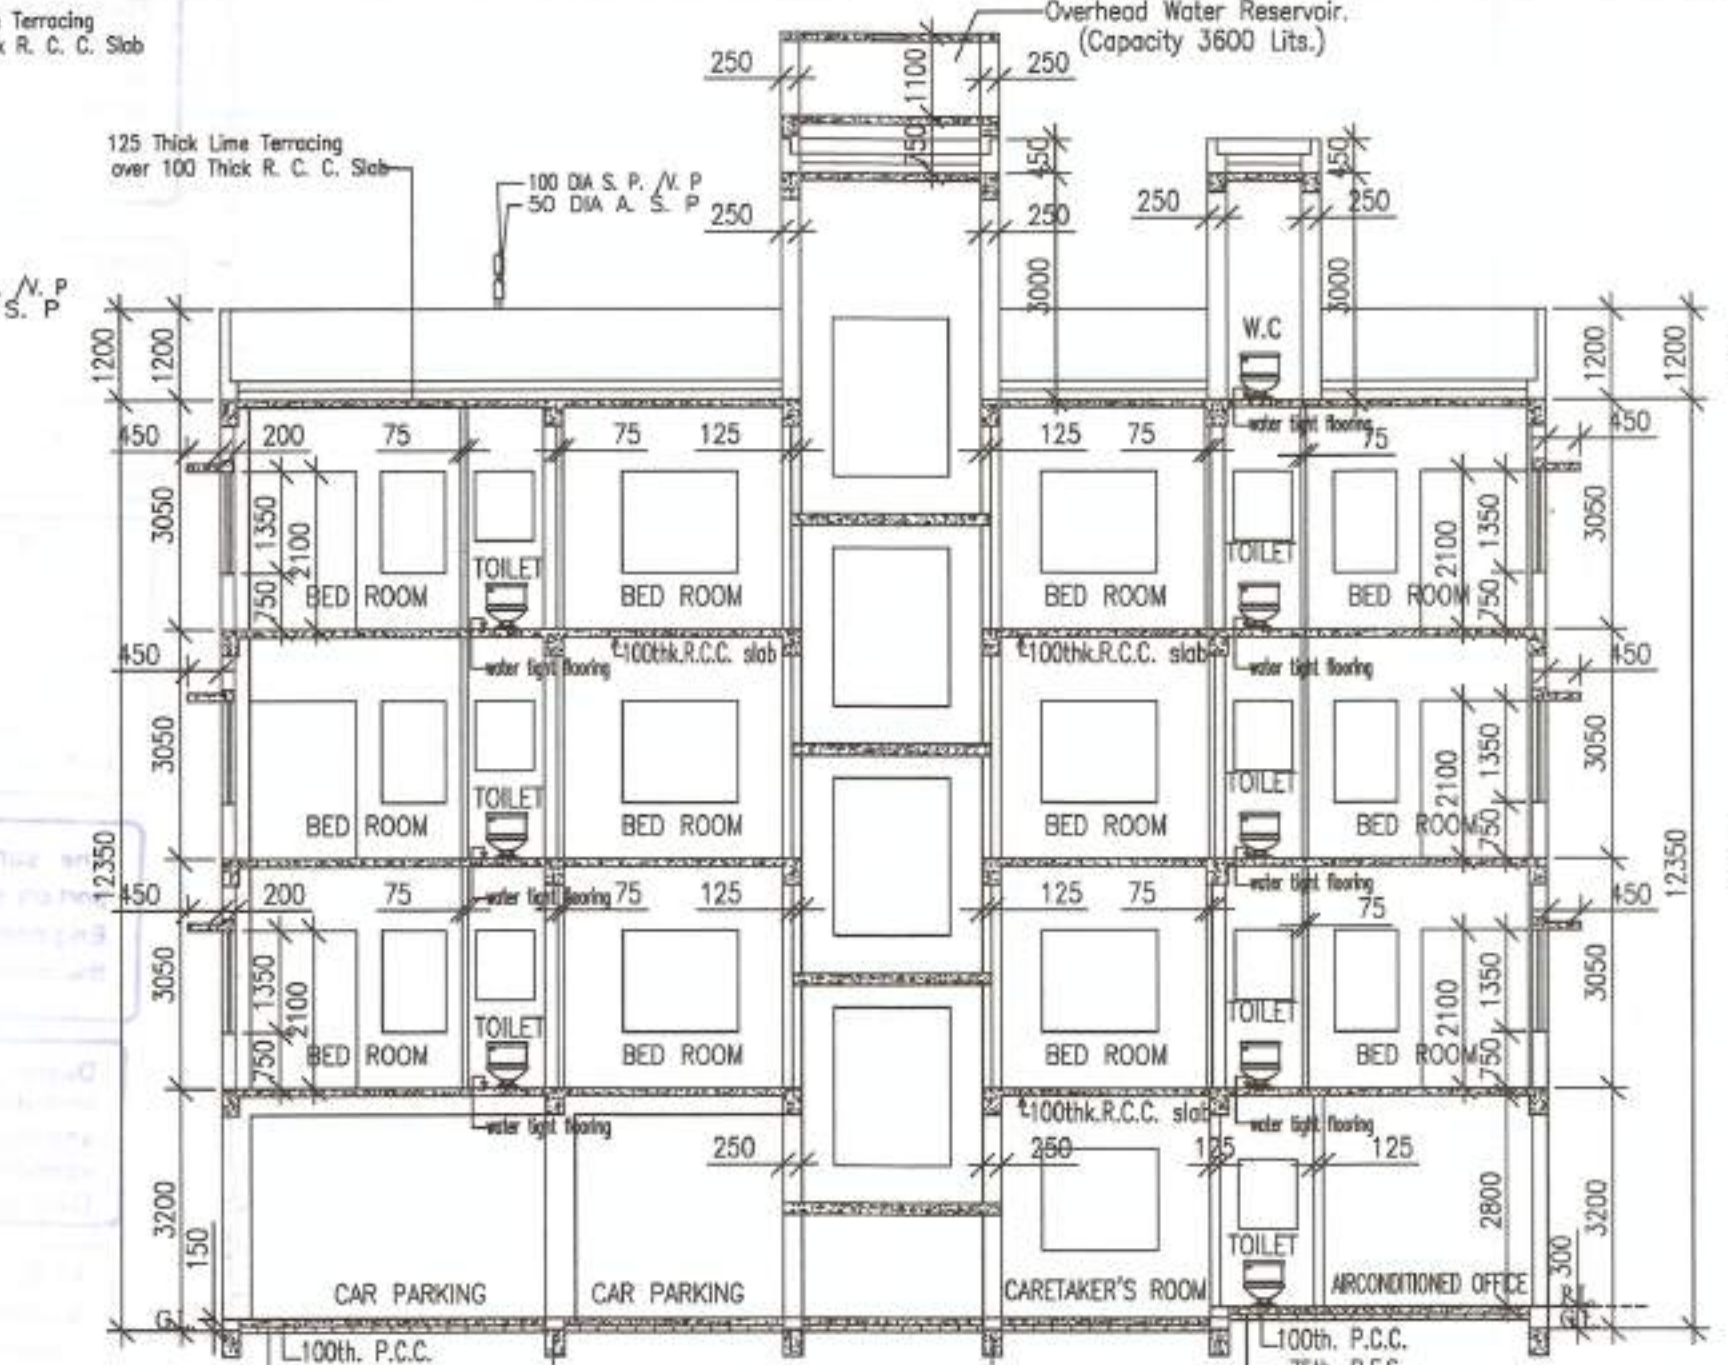 Terracing
R. C. C. Slab
Overhead Water Reservoir.
(Capacity 3600 Lits.)
250
1100
250
125 Thick Lime Terracing
over 100 Thick R. C. C. Slab
750
450
450
100 DIA S. P. /V. P
50 DIA A. S. P
250
250
250
250
/V. P
S. P
3000
3000
W.C
1200
1200
1200
1200
water tight flooring
450
200
75
75
125
125
75
75
450
3050
1350
2100
750
2100
1350
750
3050
TOILET
TOILET
BED ROOM
BED ROOM
BED ROOM
BED ROOM
450
water tight flooring
100thk.R.C.C. slab
100thk.R.C.C. slab
water tight flooring
450
3050
2100
1350
750
3050
TOILET
TOILET
BED ROOM
BED ROOM
BED ROOM
BED ROOM
12350
12350
450
200
75
water tight flooring
75
125
125
75
water tight flooring
75
450
3050
1350
2100
750
2100
1350
750
3050
TOILET
TOILET
BED ROOM
BED ROOM
BED ROOM
BED ROOM
water tight flooring
100thk.R.C.C. slab
water tight flooring
250
250
125
125
3200
150
2800
300
3200
TOILET
CAR PARKING
CAR PARKING
CARETAKER'S ROOM
AIRCONDITIONED OFFICE
100th. P.C.C.
100th. P.C.C.